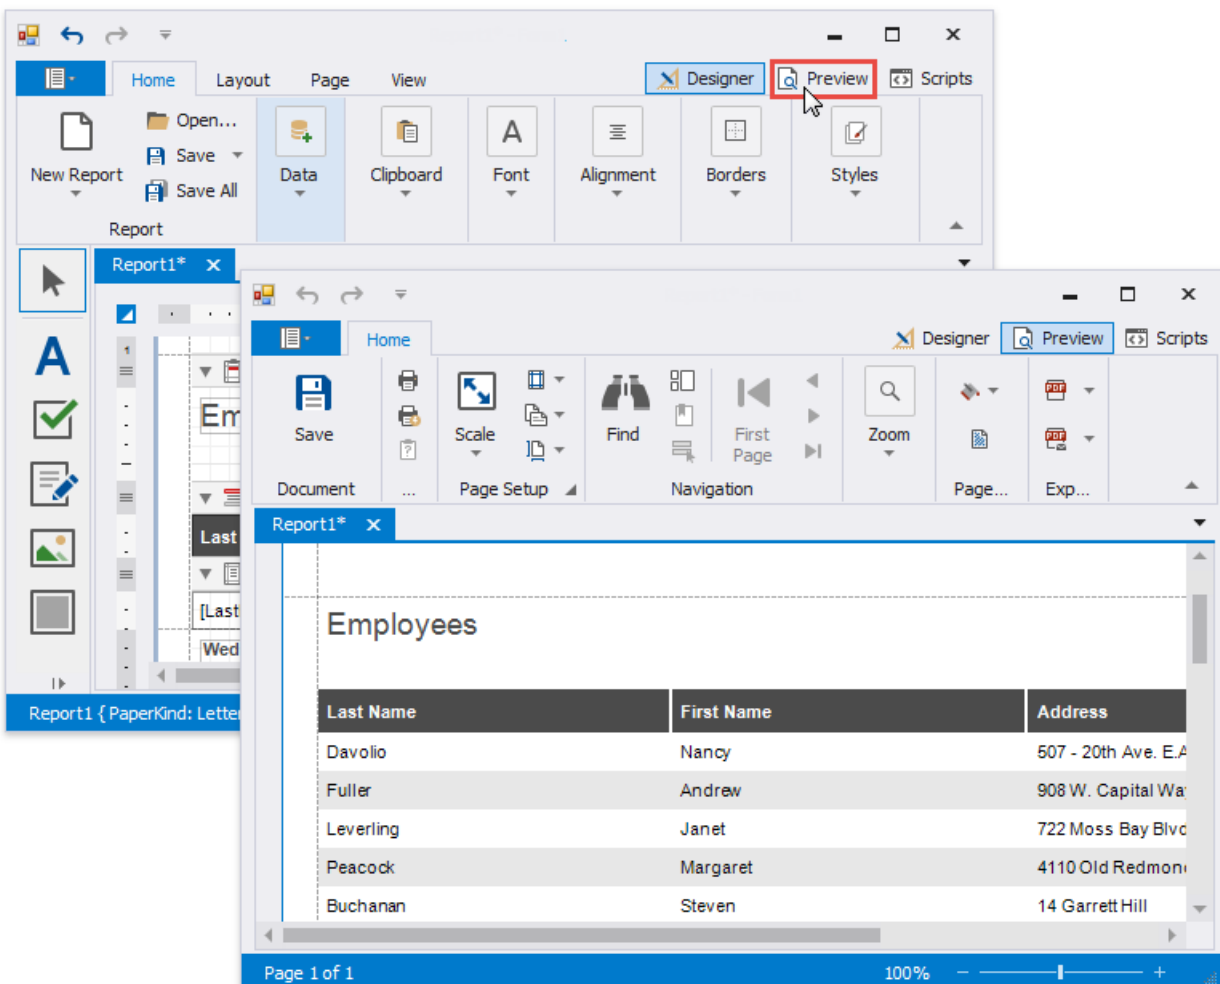 Home Layout Page View Designer Preview Scripts
New Report
Open...
Save
Save All
Data Clipboard Font Alignment Borders Styles
Report
Report1*
Em
Last
[Last
Wed
Report1 { PaperKind: Letter
Home Designer Preview Scripts
Save Scale Find First Page Zoom
PDF
PDF
Document ... Page Setup Navigation Page... Exp...
Report1*
Employees
Last Name First Name Address
Davolio Nancy 507 - 20th Ave. E.A
Fuller Andrew 908 W. Capital Way
Leverling Janet 722 Moss Bay Blvd
Peacock Margaret 4110 Old Redmon
Buchanan Steven 14 Garrett Hill
Page 1 of 1 100%